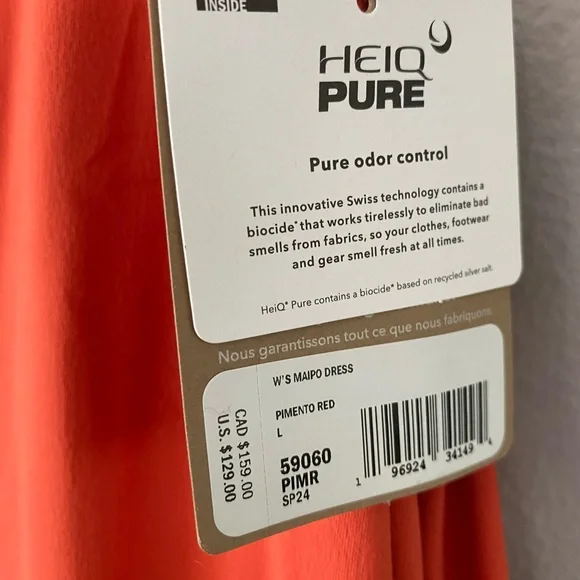 INSIDE
HEIQ
PURE
Pure odor control
This innovative Swiss technology contains a
biocide* that works tirelessly to eliminate bad
smells from fabrics, so your clothes, footwear
and gear smell fresh at all times.
HeiQ® Pure contains a biocide* based on recycled silver salt.
Nous garantissons tout ce que nous fabriquons.
W'S MAIPO DRESS
PIMENTO RED
L
59060
PIMR
SP24
CAD $159.00
U.S. $129.00
1 96924 34149 4